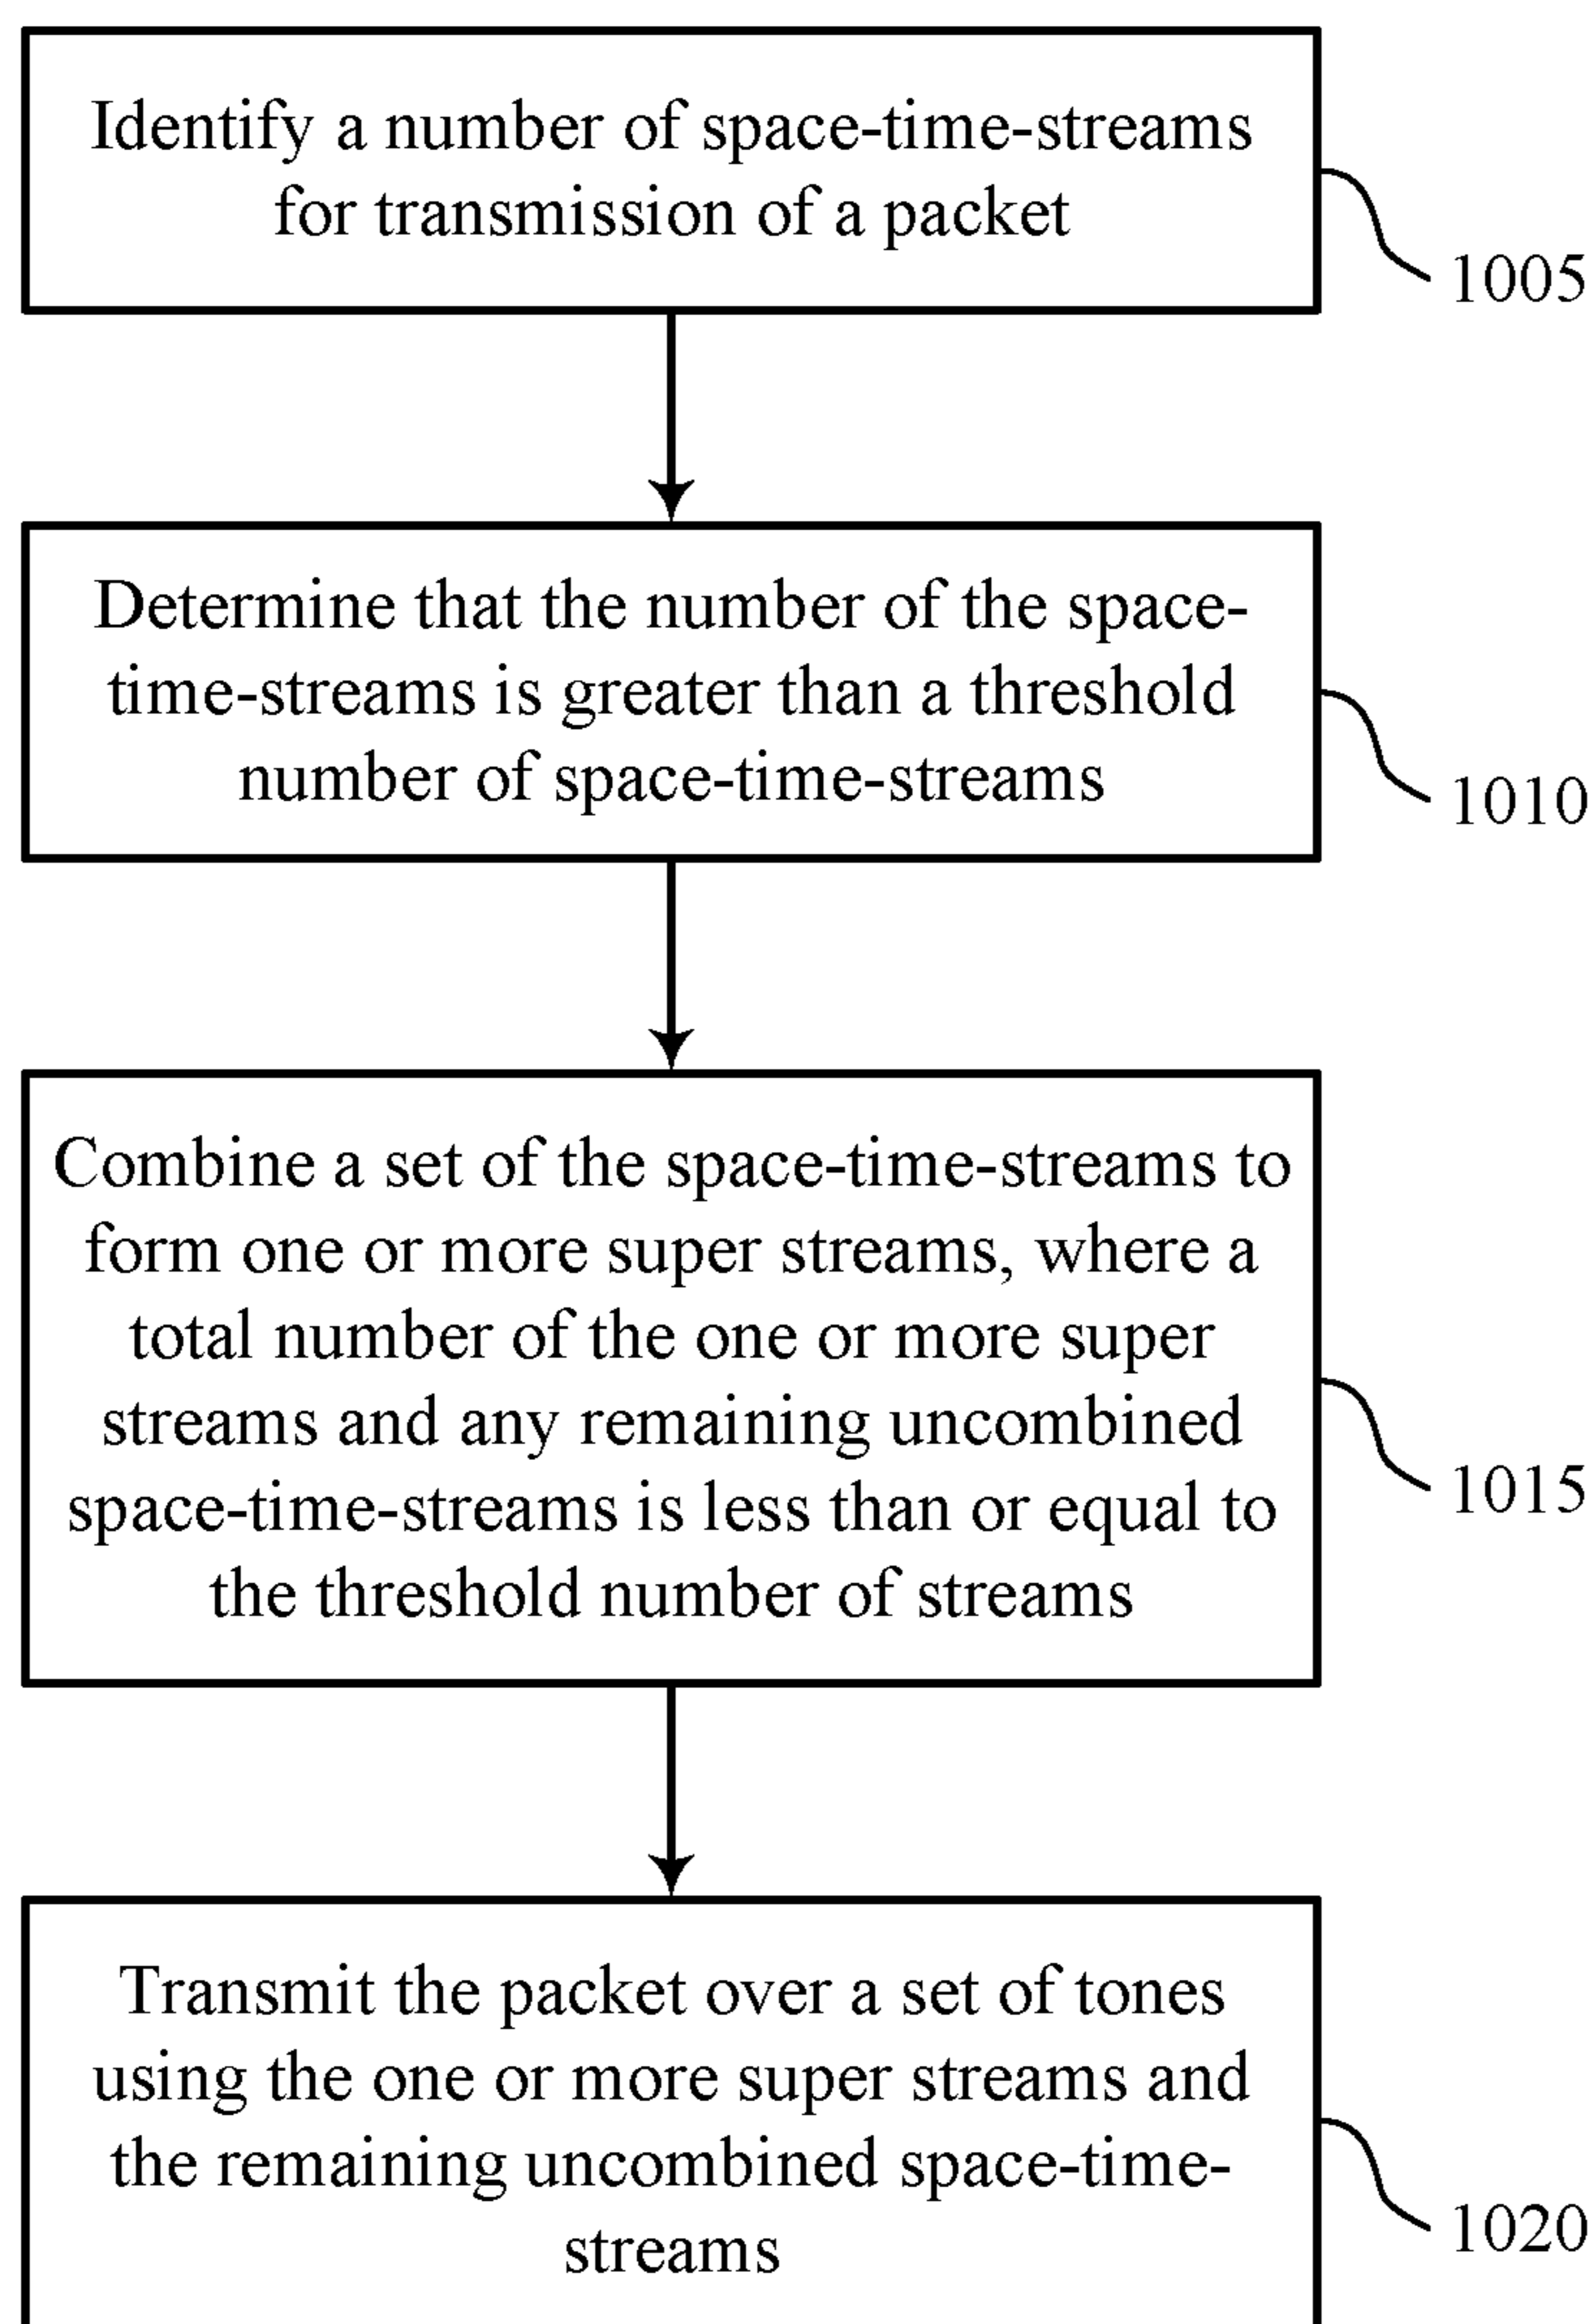 Identify a number of space-time-streams
for transmission of a packet
1005
Determine that the number of the space-
time-streams is greater than a threshold
number of space-time-streams
1010
Combine a set of the space-time-streams to
form one or more super streams, where a
total number of the one or more super
streams and any remaining uncombined
space-time-streams is less than or equal to
the threshold number of streams
1015
Transmit the packet over a set of tones
using the one or more super streams and
the remaining uncombined space-time-
streams
1020